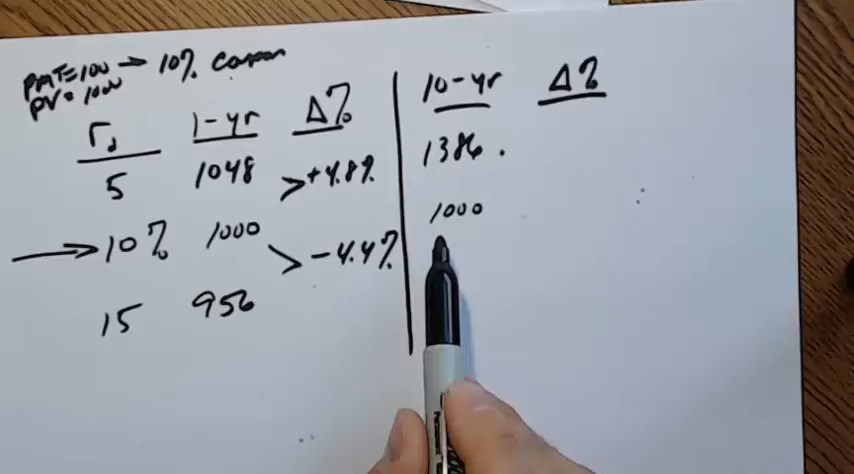 PMT=100 → 10% Coupon
PV = 1000
rd 1-yr Δ% 10-yr Δ%
5 1048 > +4.8% 1386.
→ 10% 1000 > -4.4% 1000
15 956